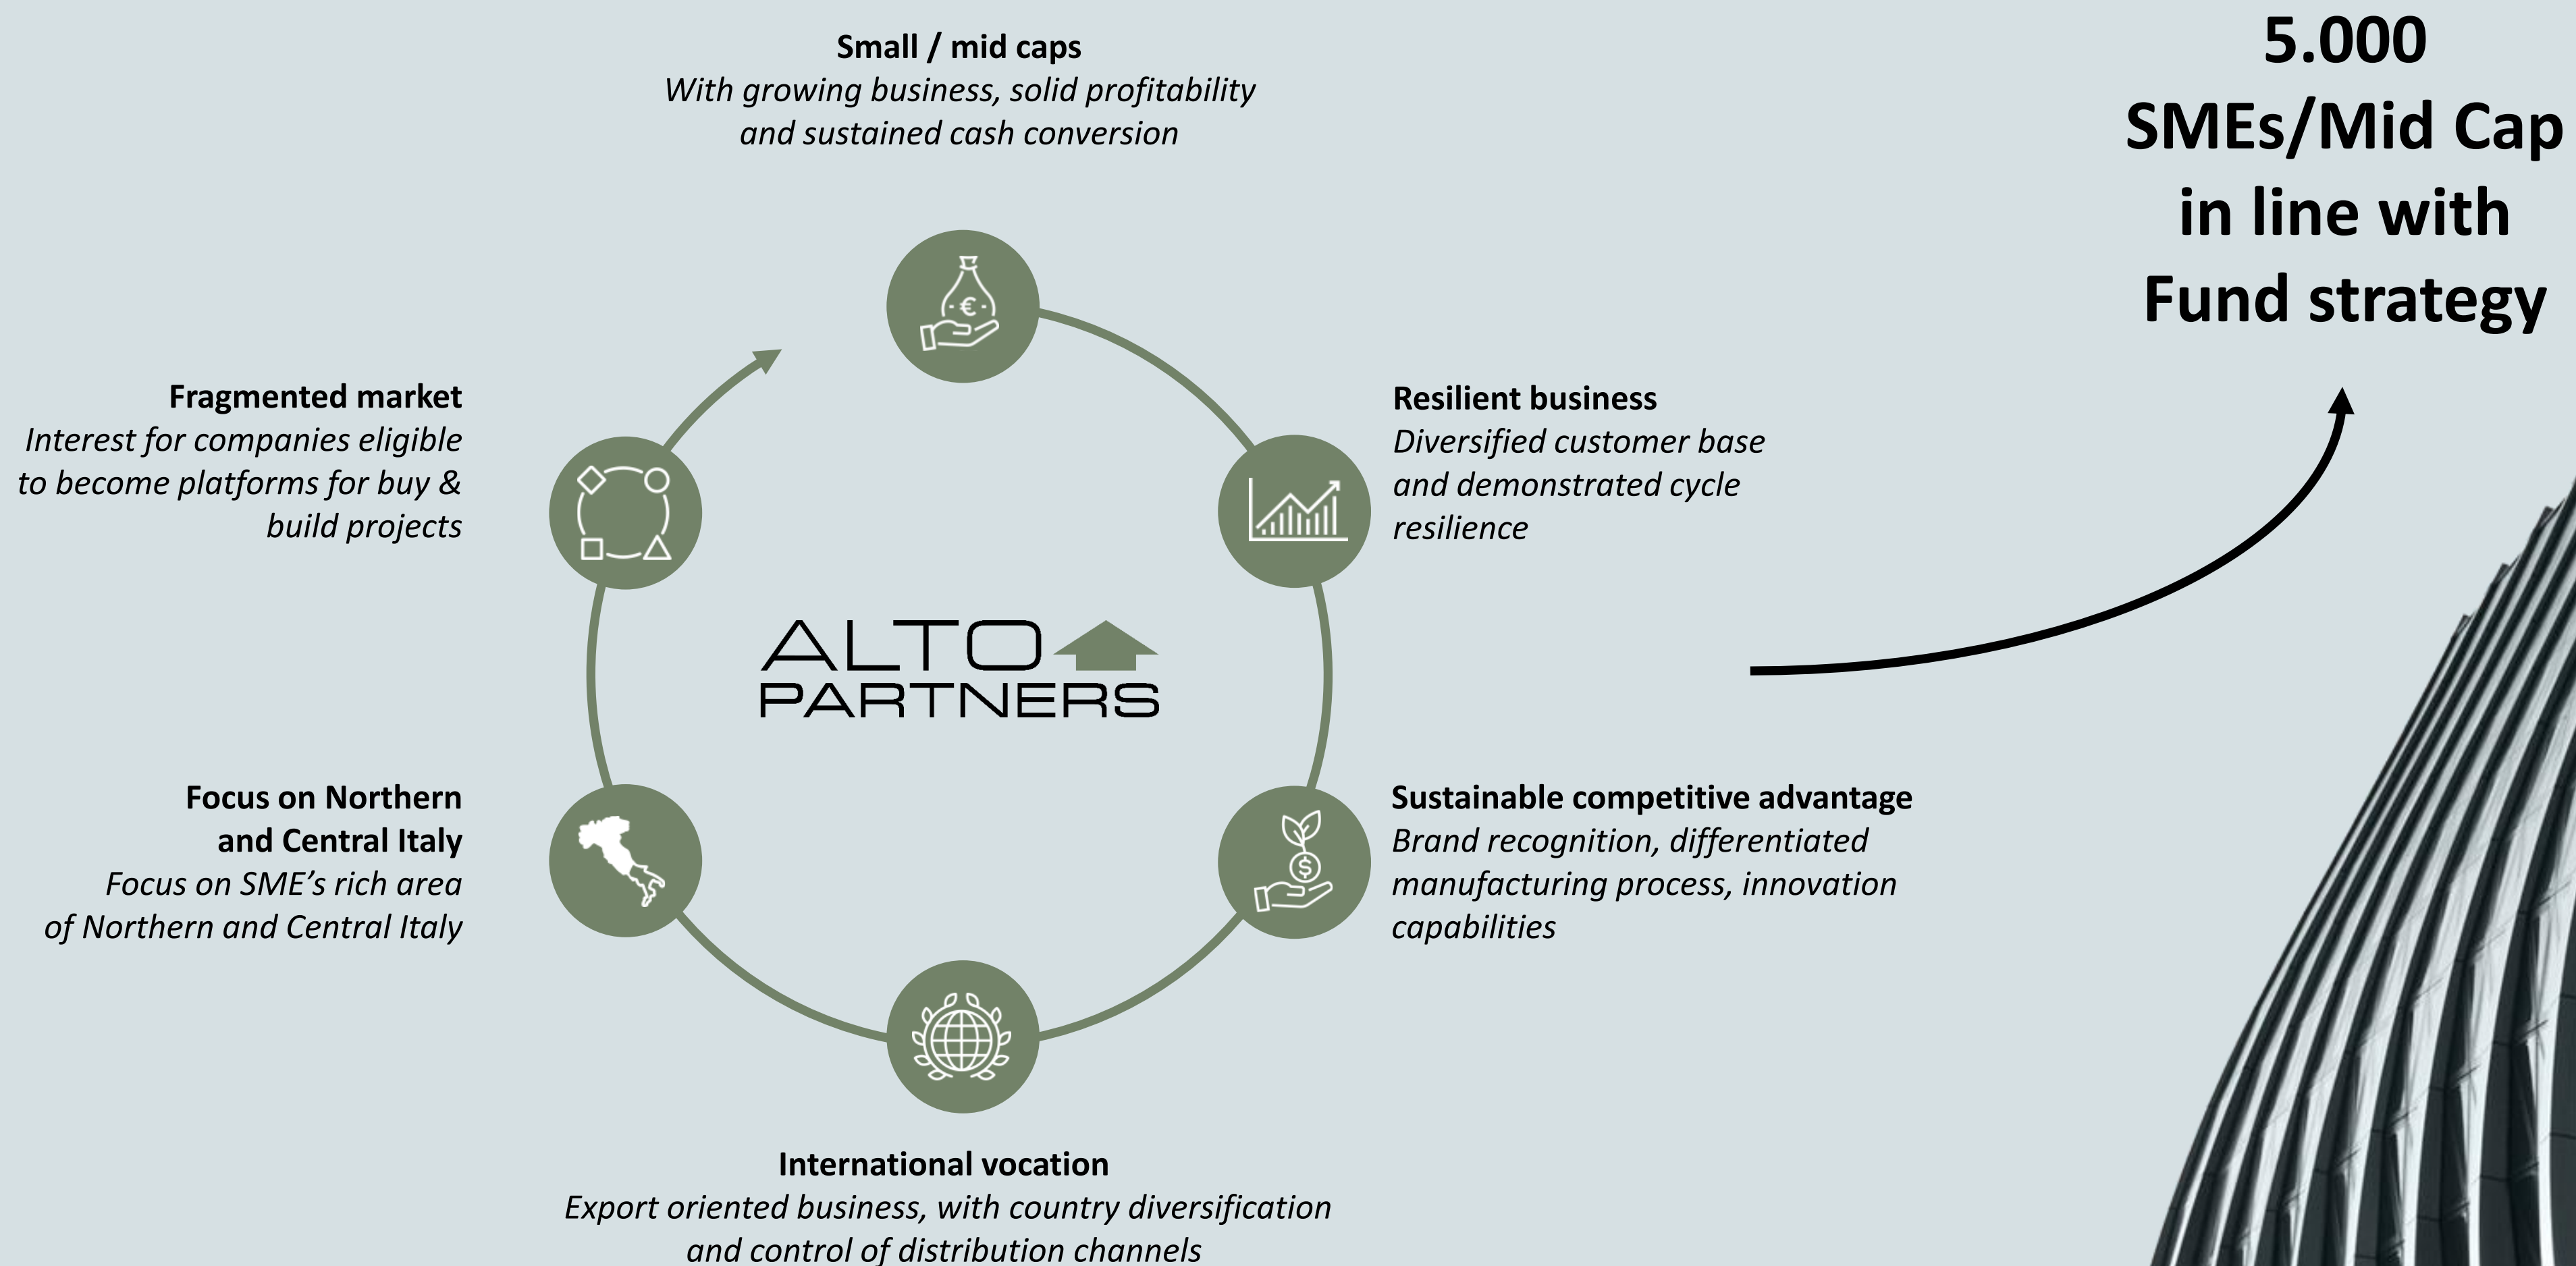 Small / mid caps
With growing business, solid profitability
and sustained cash conversion
5.000
SMEs/Mid Cap
in line with
Fund strategy
€
Fragmented market
Interest for companies eligible
to become platforms for buy &
build projects
Resilient business
Diversified customer base
and demonstrated cycle
resilience
ALTO
PARTNERS
Focus on Northern
and Central Italy
Focus on SME’s rich area
of Northern and Central Italy
Sustainable competitive advantage
Brand recognition, differentiated
manufacturing process, innovation
capabilities
$
International vocation
Export oriented business, with country diversification
and control of distribution channels